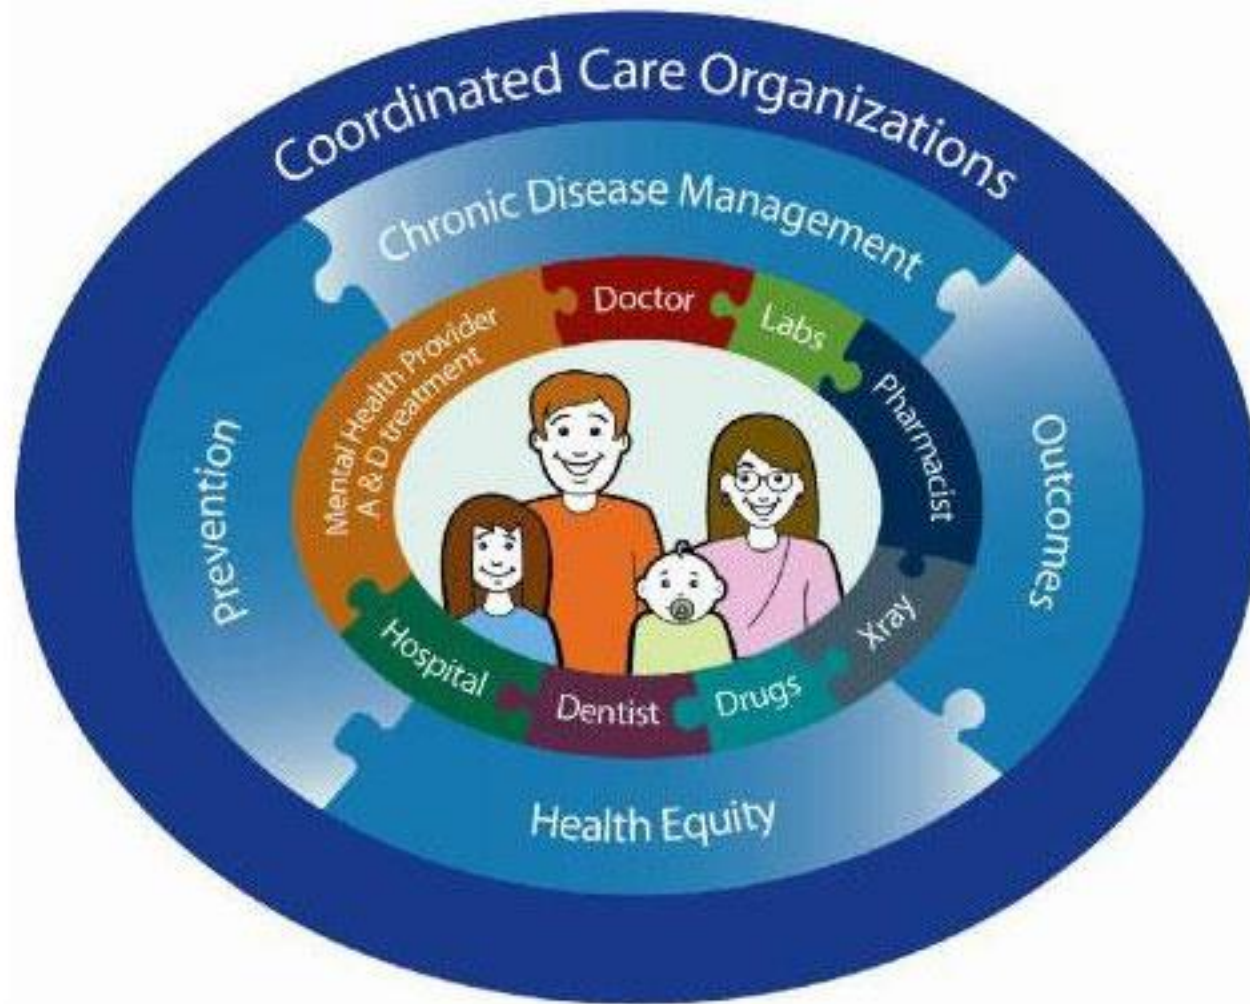 Coordinated Care Organizations
Chronic Disease Management
Outcomes
Health Equity
Prevention
Doctor
Labs
Pharmacist
Xray
Drugs
Dentist
Hospital
Mental Health Provider
A & D treatment